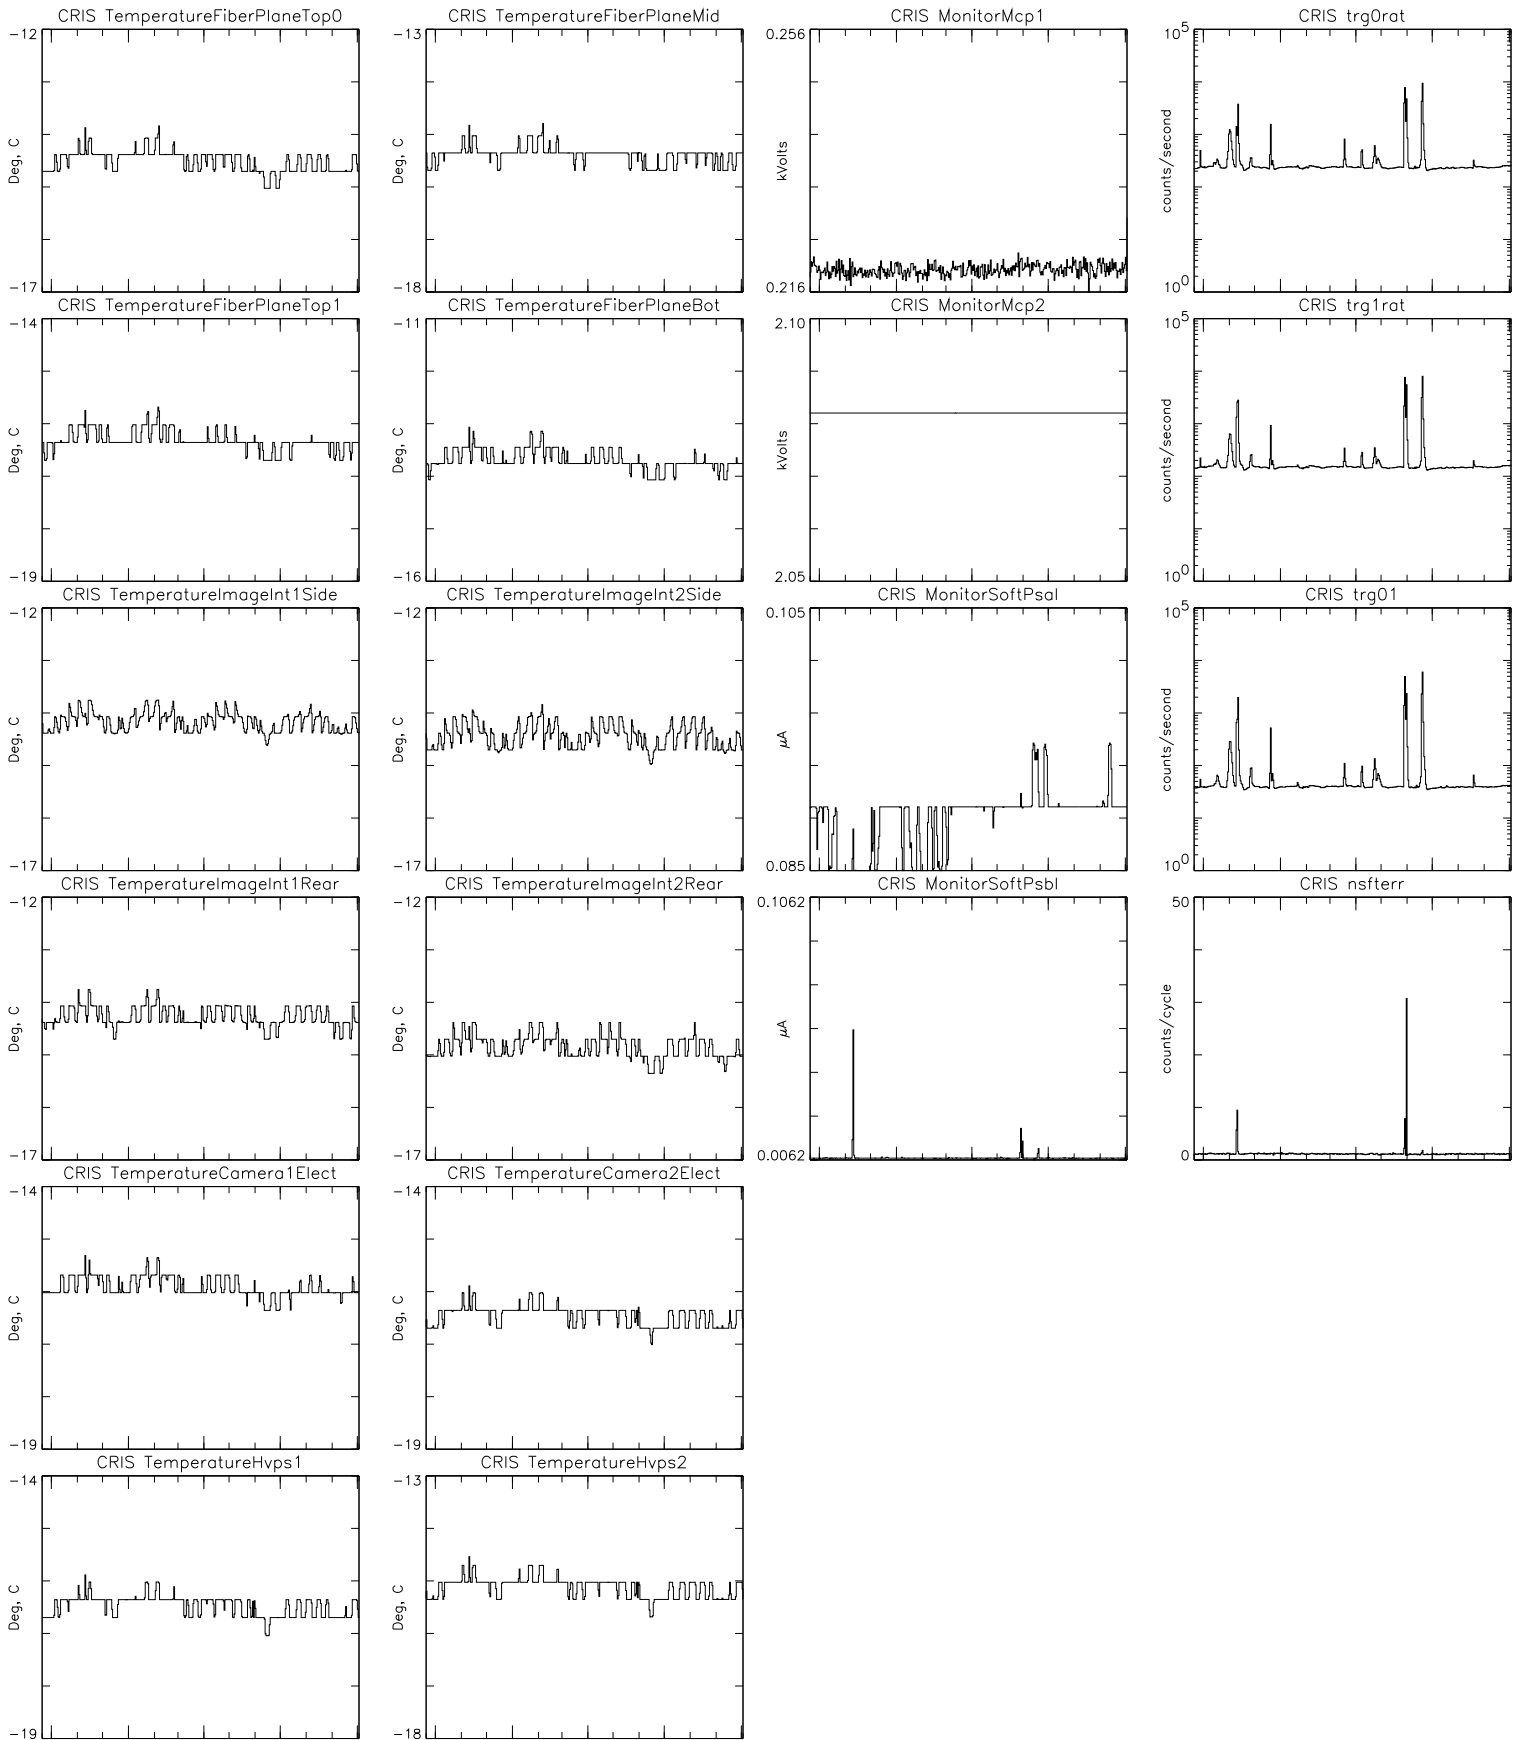 CRIS TemperatureFiberPlaneTop0
-12
Deg, C
-17
CRIS TemperatureFiberPlaneMid
-13
Deg, C
-18
CRIS MonitorMcp1
0.256
kVolts
0.216
CRIS trg0rat
10^5
counts/second
10^0
CRIS TemperatureFiberPlaneTop1
-14
Deg, C
-19
CRIS TemperatureFiberPlaneBot
-11
Deg, C
-16
CRIS MonitorMcp2
2.10
kVolts
2.05
CRIS trg1rat
10^5
counts/second
10^0
CRIS TemperatureImageInt1Side
-12
Deg, C
-17
CRIS TemperatureImageInt2Side
-12
Deg, C
-17
CRIS MonitorSoftPsaI
0.105
μA
0.085
CRIS trg01
10^5
counts/second
10^0
CRIS TemperatureImageInt1Rear
-12
Deg, C
-17
CRIS TemperatureImageInt2Rear
-12
Deg, C
-17
CRIS MonitorSoftPsbI
0.1062
μA
0.0062
CRIS nsfterr
50
counts/cycle
0
CRIS TemperatureCamera1Elect
-14
Deg, C
-19
CRIS TemperatureCamera2Elect
-14
Deg, C
-19
CRIS TemperatureHvps1
-14
Deg, C
-19
CRIS TemperatureHvps2
-13
Deg, C
-18